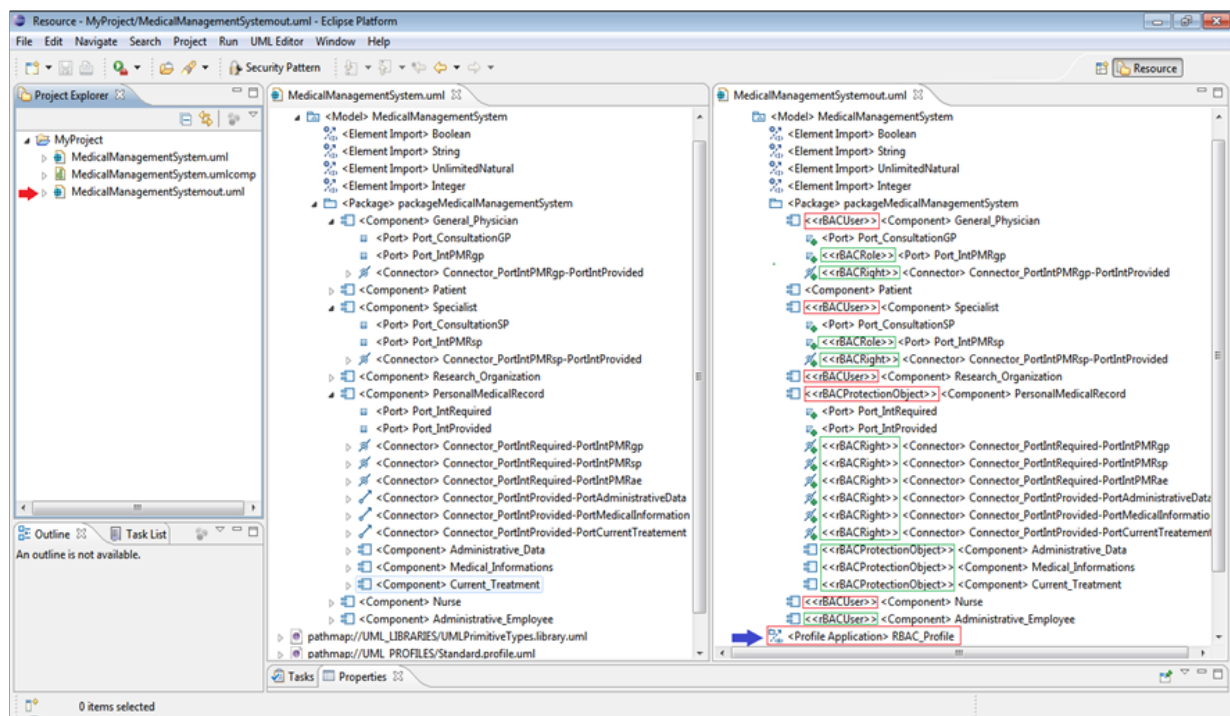 Resource - MyProject/MedicalManagementSystemout.uml - Eclipse Platform
File Edit Navigate Search Project Run UML Editor Window Help
Security Pattern
Resource
Project Explorer
MyProject
MedicalManagementSystem.uml
MedicalManagementSystem.umlcomp
MedicalManagementSystemout.uml
Outline
Task List
An outline is not available.
MedicalManagementSystem.uml
<Model> MedicalManagementSystem
<Element Import> Boolean
<Element Import> String
<Element Import> UnlimitedNatural
<Element Import> Integer
<Package> packageMedicalManagementSystem
<Component> General_Physician
<Port> Port_ConsultationGP
<Port> Port_IntPMRgp
<Connector> Connector_PortIntPMRgp-PortIntProvided
<Component> Patient
<Component> Specialist
<Port> Port_ConsultationSP
<Port> Port_IntPMRsp
<Connector> Connector_PortIntPMRsp-PortIntProvided
<Component> Research_Organization
<Component> PersonalMedicalRecord
<Port> Port_IntRequired
<Port> Port_IntProvided
<Connector> Connector_PortIntRequired-PortIntPMRgp
<Connector> Connector_PortIntRequired-PortIntPMRsp
<Connector> Connector_PortIntRequired-PortIntPMRae
<Connector> Connector_PortIntProvided-PortAdministrativeData
<Connector> Connector_PortIntProvided-PortMedicalInformation
<Connector> Connector_PortIntProvided-PortCurrentTreatement
<Component> Administrative_Data
<Component> Medical_Informations
<Component> Current_Treatment
<Component> Nurse
<Component> Administrative_Employee
pathmap://UML_LIBRARIES/UMLPrimitiveTypes.library.uml
pathmap://UML_PROFILES/Standard.profile.uml
MedicalManagementSystemout.uml
<Model> MedicalManagementSystem
<Element Import> Boolean
<Element Import> String
<Element Import> UnlimitedNatural
<Element Import> Integer
<Package> packageMedicalManagementSystem
<<rBACUser>> <Component> General_Physician
<Port> Port_ConsultationGP
<<rBACRole>> <Port> Port_IntPMRgp
<<rBACRight>> <Connector> Connector_PortIntPMRgp-PortIntProvided
<Component> Patient
<<rBACUser>> <Component> Specialist
<Port> Port_ConsultationSP
<<rBACRole>> <Port> Port_IntPMRsp
<<rBACRight>> <Connector> Connector_PortIntPMRsp-PortIntProvided
<<rBACUser>> <Component> Research_Organization
<<rBACProtectionObject>> <Component> PersonalMedicalRecord
<Port> Port_IntRequired
<Port> Port_IntProvided
<<rBACRight>> <Connector> Connector_PortIntRequired-PortIntPMRgp
<<rBACRight>> <Connector> Connector_PortIntRequired-PortIntPMRsp
<<rBACRight>> <Connector> Connector_PortIntRequired-PortIntPMRae
<<rBACRight>> <Connector> Connector_PortIntProvided-PortAdministrativeData
<<rBACRight>> <Connector> Connector_PortIntProvided-PortMedicalInformatio
<<rBACRight>> <Connector> Connector_PortIntProvided-PortCurrentTreatement
<<rBACProtectionObject>> <Component> Administrative_Data
<<rBACProtectionObject>> <Component> Medical_Informations
<<rBACProtectionObject>> <Component> Current_Treatment
<<rBACUser>> <Component> Nurse
<<rBACUser>> <Component> Administrative_Employee
<Profile Application> RBAC_Profile
Tasks
Properties
0 items selected